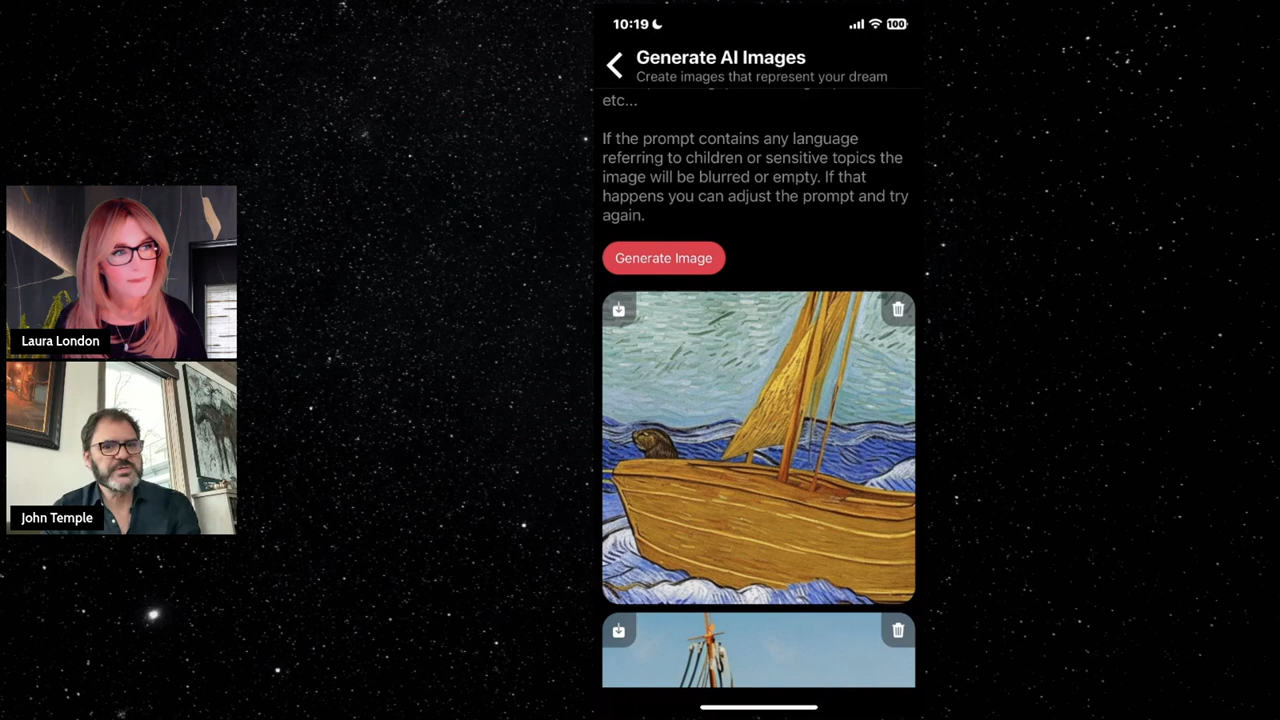 10:19
100
Generate AI Images
Create images that represent your dream
etc...
If the prompt contains any language
referring to children or sensitive topics the
image will be blurred or empty. If that
happens you can adjust the prompt and try
again.
Generate Image
Laura London
John Temple